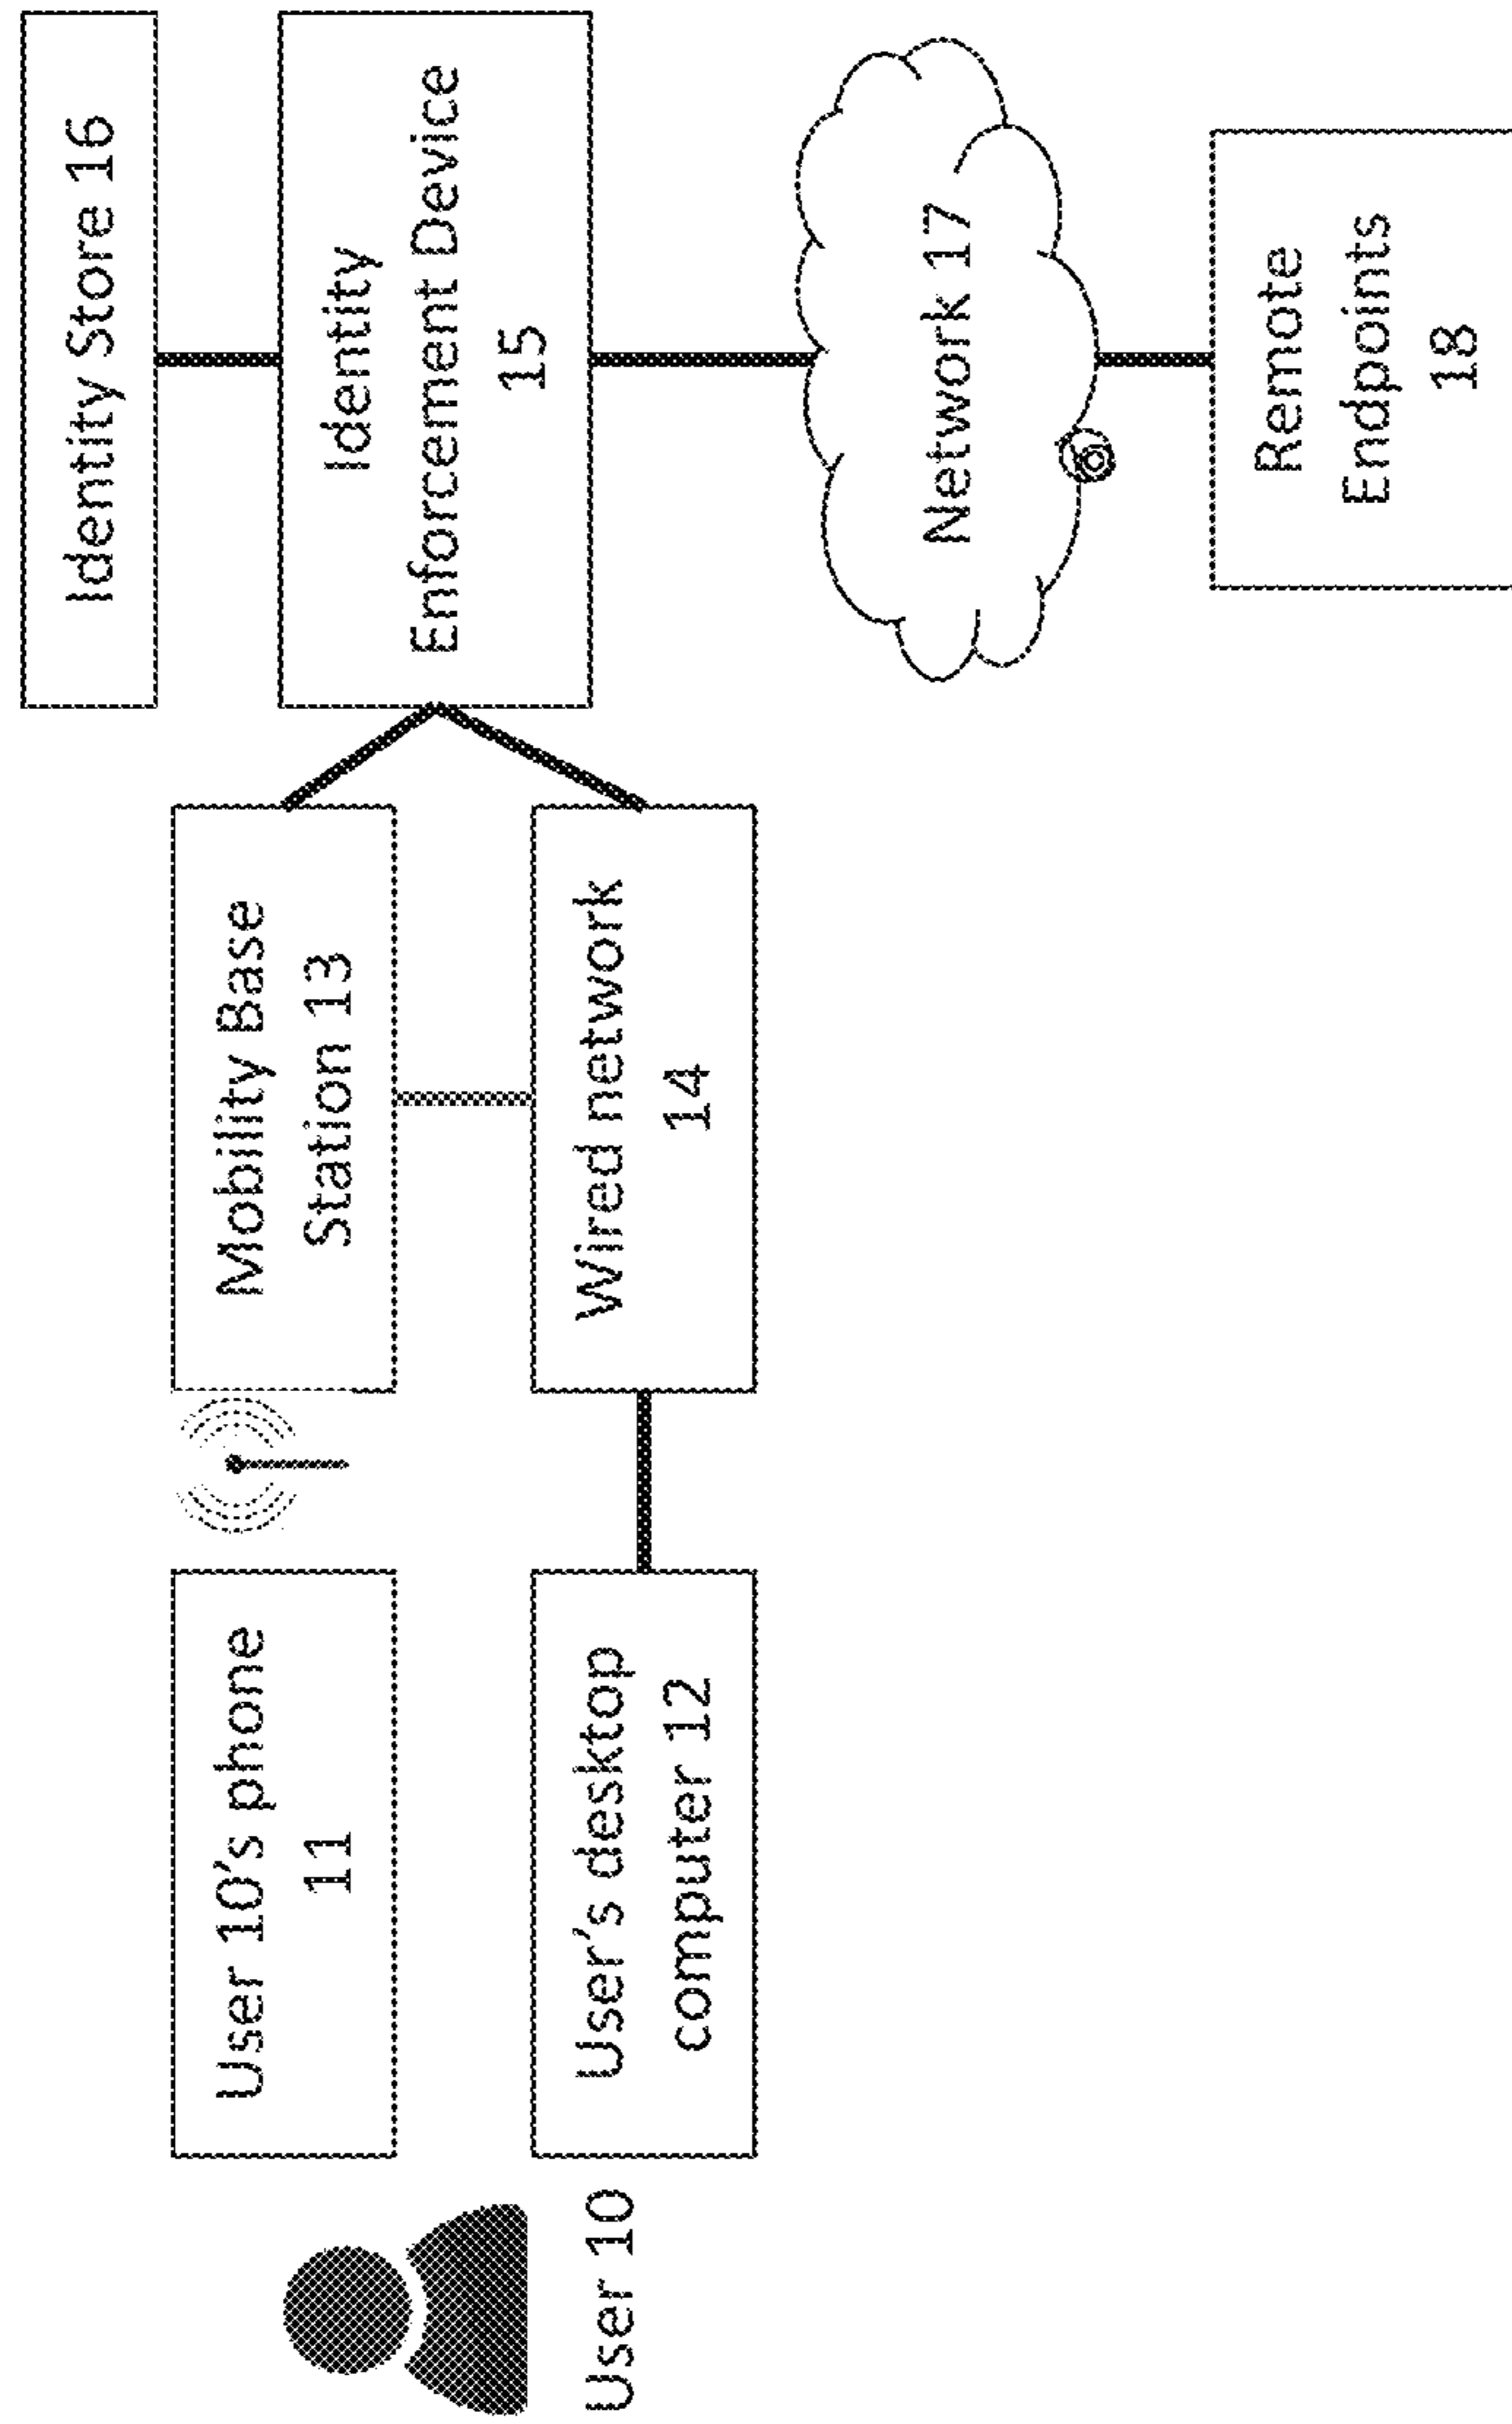 User 10
User 10's phone
11
User's desktop
computer 12
Mobility Base
Station 13
Wired network
14
Identity Store 16
Identity
Enforcement Device
15
Network 17
Remote
Endpoints
18